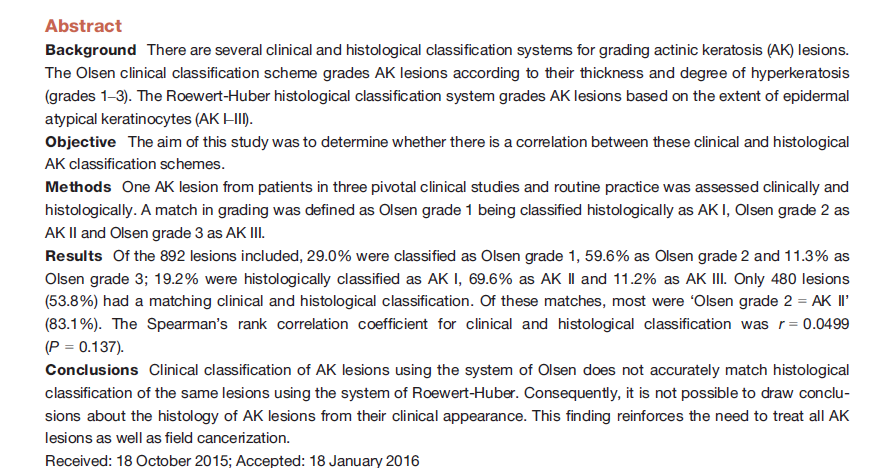 Abstract
Background There are several clinical and histological classification systems for grading actinic keratosis (AK) lesions.
The Olsen clinical classification scheme grades AK lesions according to their thickness and degree of hyperkeratosis
(grades 1–3). The Roewert-Huber histological classification system grades AK lesions based on the extent of epidermal
atypical keratinocytes (AK I–III).
Objective The aim of this study was to determine whether there is a correlation between these clinical and histological
AK classification schemes.
Methods One AK lesion from patients in three pivotal clinical studies and routine practice was assessed clinically and
histologically. A match in grading was defined as Olsen grade 1 being classified histologically as AK I, Olsen grade 2 as
AK II and Olsen grade 3 as AK III.
Results Of the 892 lesions included, 29.0% were classified as Olsen grade 1, 59.6% as Olsen grade 2 and 11.3% as
Olsen grade 3; 19.2% were histologically classified as AK I, 69.6% as AK II and 11.2% as AK III. Only 480 lesions
(53.8%) had a matching clinical and histological classification. Of these matches, most were ‘Olsen grade 2 = AK II’
(83.1%). The Spearman’s rank correlation coefficient for clinical and histological classification was r = 0.0499
(P = 0.137).
Conclusions Clinical classification of AK lesions using the system of Olsen does not accurately match histological
classification of the same lesions using the system of Roewert-Huber. Consequently, it is not possible to draw conclu-
sions about the histology of AK lesions from their clinical appearance. This finding reinforces the need to treat all AK
lesions as well as field cancerization.
Received: 18 October 2015; Accepted: 18 January 2016